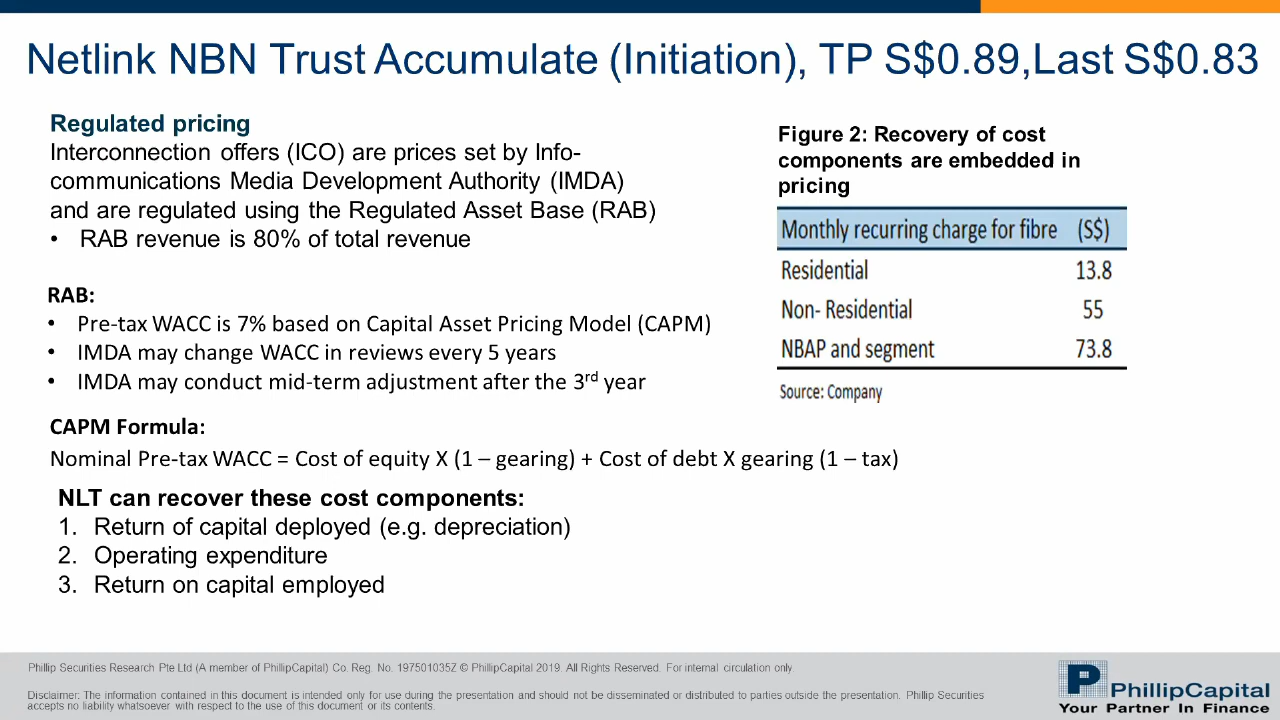 Netlink NBN Trust Accumulate (Initiation), TP S$0.89,Last S$0.83
Regulated pricing
Interconnection offers (ICO) are prices set by Info-
communications Media Development Authority (IMDA)
and are regulated using the Regulated Asset Base (RAB)
• RAB revenue is 80% of total revenue
RAB:
• Pre-tax WACC is 7% based on Capital Asset Pricing Model (CAPM)
• IMDA may change WACC in reviews every 5 years
• IMDA may conduct mid-term adjustment after the 3rd year
CAPM Formula:
Nominal Pre-tax WACC = Cost of equity X (1 – gearing) + Cost of debt X gearing (1 – tax)
NLT can recover these cost components:
1. Return of capital deployed (e.g. depreciation)
2. Operating expenditure
3. Return on capital employed
Figure 2: Recovery of cost
components are embedded in
pricing
Monthly recurring charge for fibre (S$)
Residential 13.8
Non- Residential 55
NBAP and segment 73.8
Source: Company
Phillip Securities Research Pte Ltd (A member of PhillipCapital) Co. Reg. No. 197501035Z © PhillipCapital 2019. All Rights Reserved. For internal circulation only.
Disclaimer: The information contained in this document is intended only for use during the presentation and should not be disseminated or distributed to parties outside the presentation. Phillip Securities
accepts no liability whatsoever with respect to the use of this document or its contents.
PhillipCapital
Your Partner In Finance